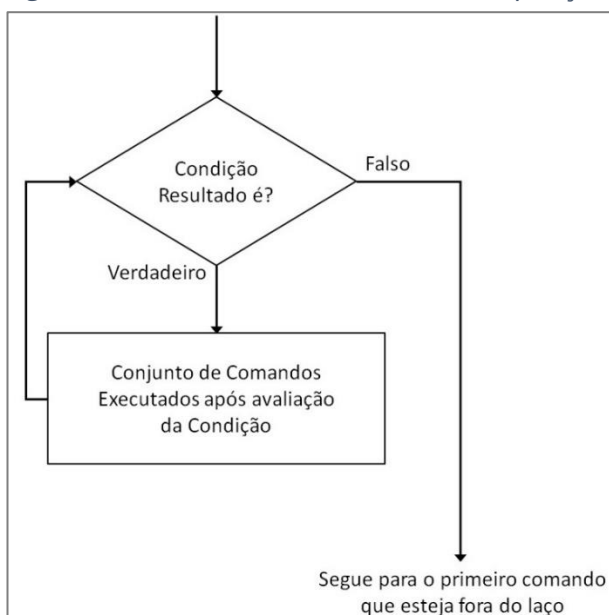 Condição
Resultado é?
Falso
Verdadeiro
Conjunto de Comandos
Executados após avaliação
da Condição
Segue para o primeiro comando
que esteja fora do laço